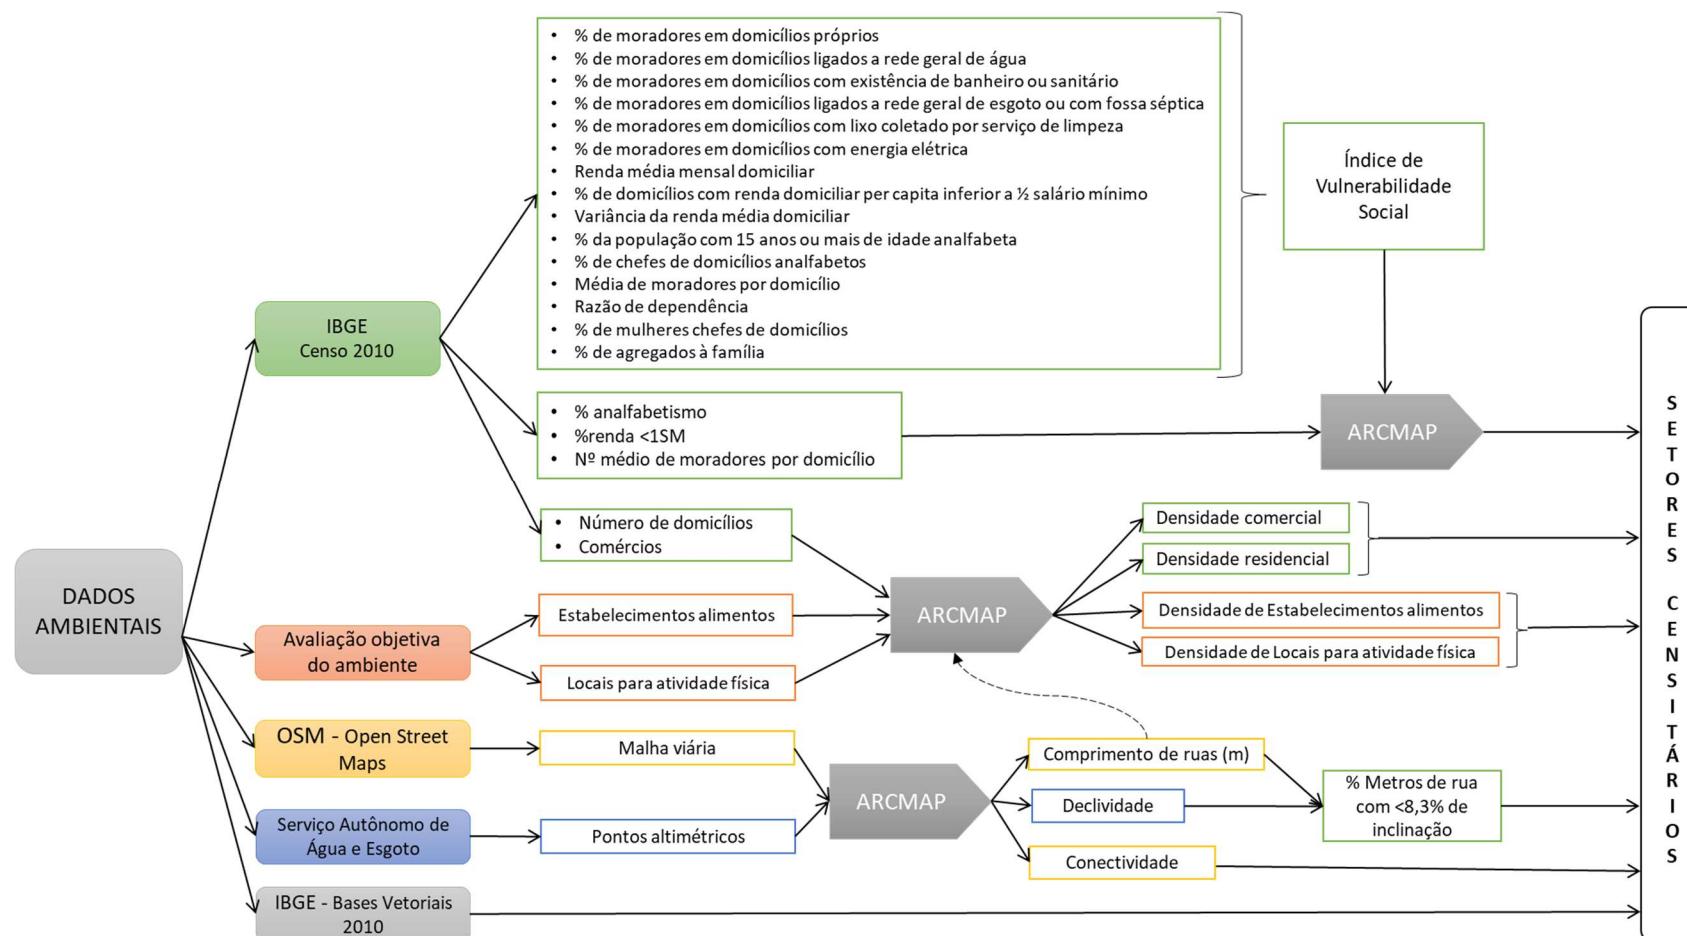 • % de moradores em domicílios próprios
• % de moradores em domicílios ligados a rede geral de água
• % de moradores em domicílios com existência de banheiro ou sanitário
• % de moradores em domicílios ligados a rede geral de esgoto ou com fossa séptica
• % de moradores em domicílios com lixo coletado por serviço de limpeza
• % de moradores em domicílios com energia elétrica
• Renda média mensal domiciliar
• % de domicílios com renda domiciliar per capita inferior a ½ salário mínimo
• Variância da renda média domiciliar
• % da população com 15 anos ou mais de idade analfabeta
• % de chefes de domicílios analfabetos
• Média de moradores por domicílio
• Razão de dependência
• % de mulheres chefes de domicílios
• % de agregados à família
Índice de
Vulnerabilidade
Social
IBGE
Censo 2010
• % analfabetismo
• %renda <1SM
• Nº médio de moradores por domicílio
ARCMAP
• Número de domicílios
• Comércios
Densidade comercial
Densidade residencial
DADOS
AMBIENTAIS
Avaliação objetiva
do ambiente
Estabelecimentos alimentos
Locais para atividade física
ARCMAP
Densidade de Estabelecimentos alimentos
Densidade de Locais para atividade física
OSM - Open Street
Maps
Malha viária
Serviço Autônomo de
Água e Esgoto
Pontos altimétricos
ARCMAP
Comprimento de ruas (m)
Declividade
Conectividade
% Metros de rua
com <8,3% de
inclinação
IBGE - Bases Vetoriais
2010
SETORES CENSITÁRIOS